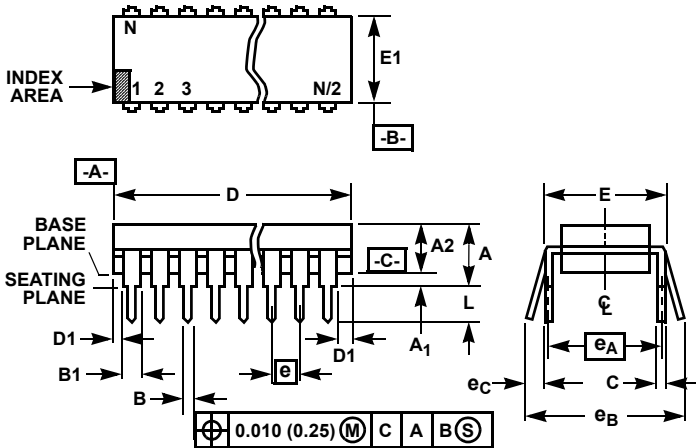 N
E1
INDEX
AREA
1 2 3 N/2
-B-
-A-
D
E
BASE
PLANE
A2
A
-C-
SEATING
PLANE
L
C
L
D1
A1
D1
eA
B1
e
eC
C
B
eB
0.010 (0.25) M C A B S